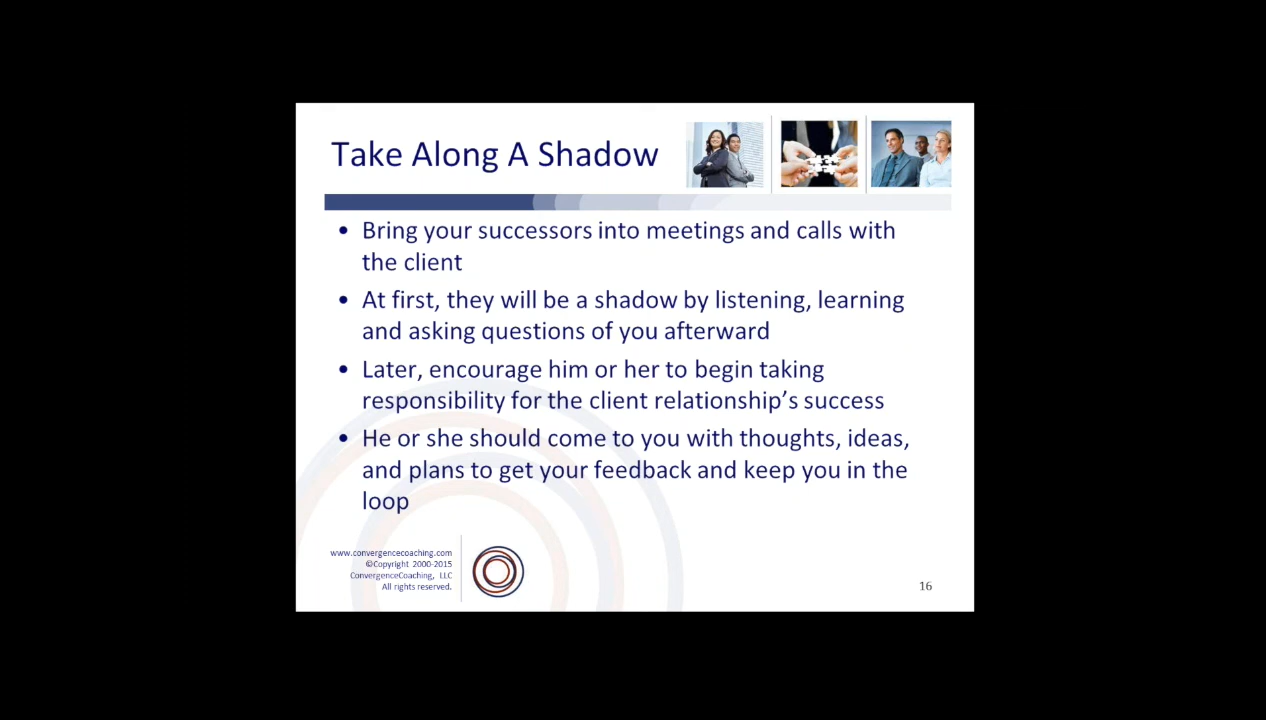 Take Along A Shadow
• Bring your successors into meetings and calls with
the client
• At first, they will be a shadow by listening, learning
and asking questions of you afterward
• Later, encourage him or her to begin taking
responsibility for the client relationship’s success
• He or she should come to you with thoughts, ideas,
and plans to get your feedback and keep you in the
loop
www.convergencecoaching.com
©Copyright 2000-2015
ConvergenceCoaching, LLC
All rights reserved.
16